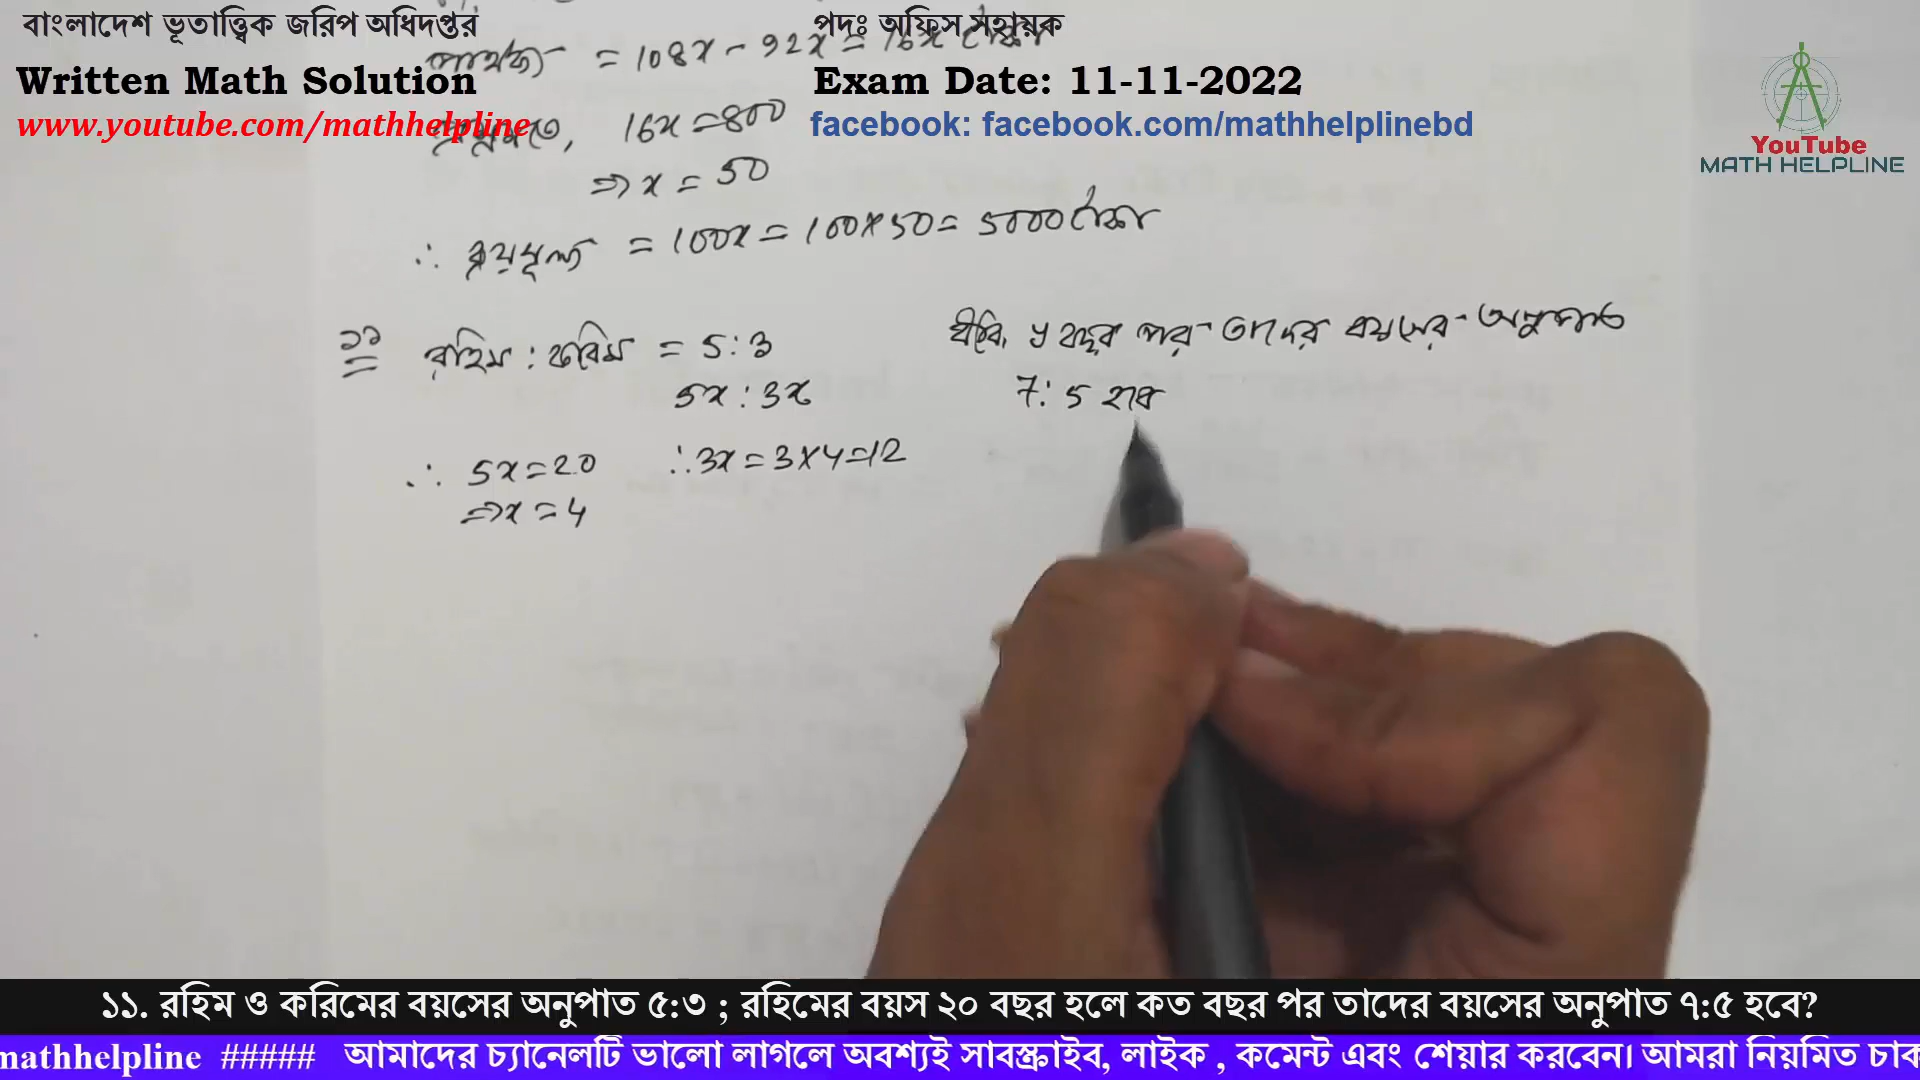 বাংলাদেশ ভূতাত্ত্বিক জরিপ অধিদপ্তর
পদঃ অফিস সহায়ক
= 108x - 92x = 16x টাকা
Written Math Solution
Exam Date: 11-11-2022
www.youtube.com/mathhelpline
facebook: facebook.com/mathhelplinebd
YouTube
MATH HELPLINE
প্রশ্নমতে, 16x = 800
⇒ x = 50
∴ ক্রয়মূল্য = 100x = 100 x 50 = 5000 টাকা
১১ রহিম : করিম = 5 : 3
5x : 3x
∴ 5x = 20 ∴ 3x = 3 x 4 = 12
⇒ x = 4
ধরি, y বছর পর তাদের বয়সের অনুপাত
7 : 5 হবে
১১. রহিম ও করিমের বয়সের অনুপাত ৫:৩ ; রহিমের বয়স ২০ বছর হলে কত বছর পর তাদের বয়সের অনুপাত ৭:৫ হবে?
mathhelpline ##### আমাদের চ্যানেলটি ভালো লাগলে অবশ্যই সাবস্ক্রাইব, লাইক , কমেন্ট এবং শেয়ার করবেন। আমরা নিয়মিত চাক